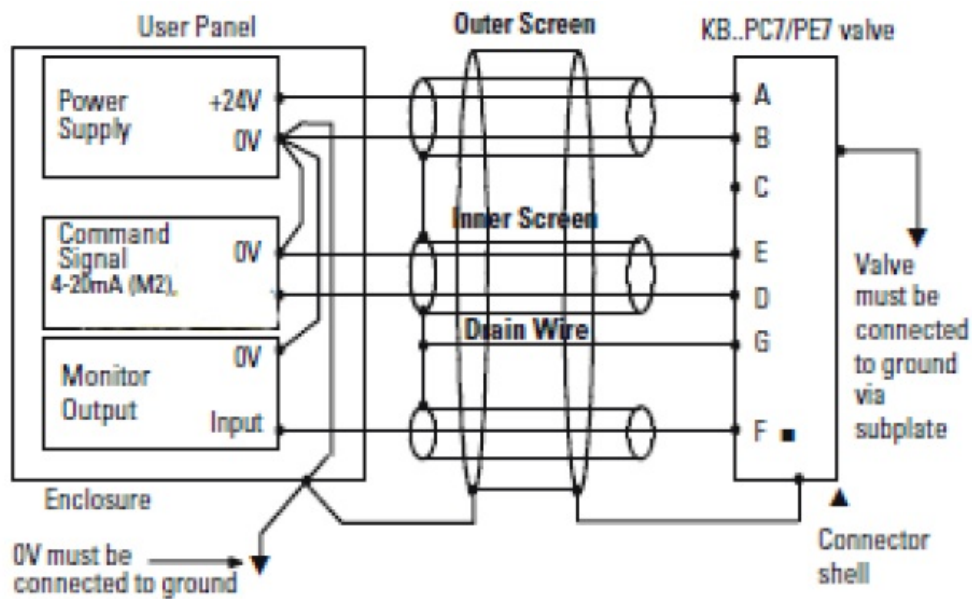 User Panel
Outer Screen
KB..PC7/PE7 valve
Power
Supply
+24V
0V
A
B
C
Command
Signal
4-20mA (M2),
0V
Inner Screen
E
D
Drain Wire
G
Monitor
Output
0V
Input
F ■
Valve
must be
connected
to ground
via
subplate
Enclosure
0V must be
connected to ground
Connector
shell